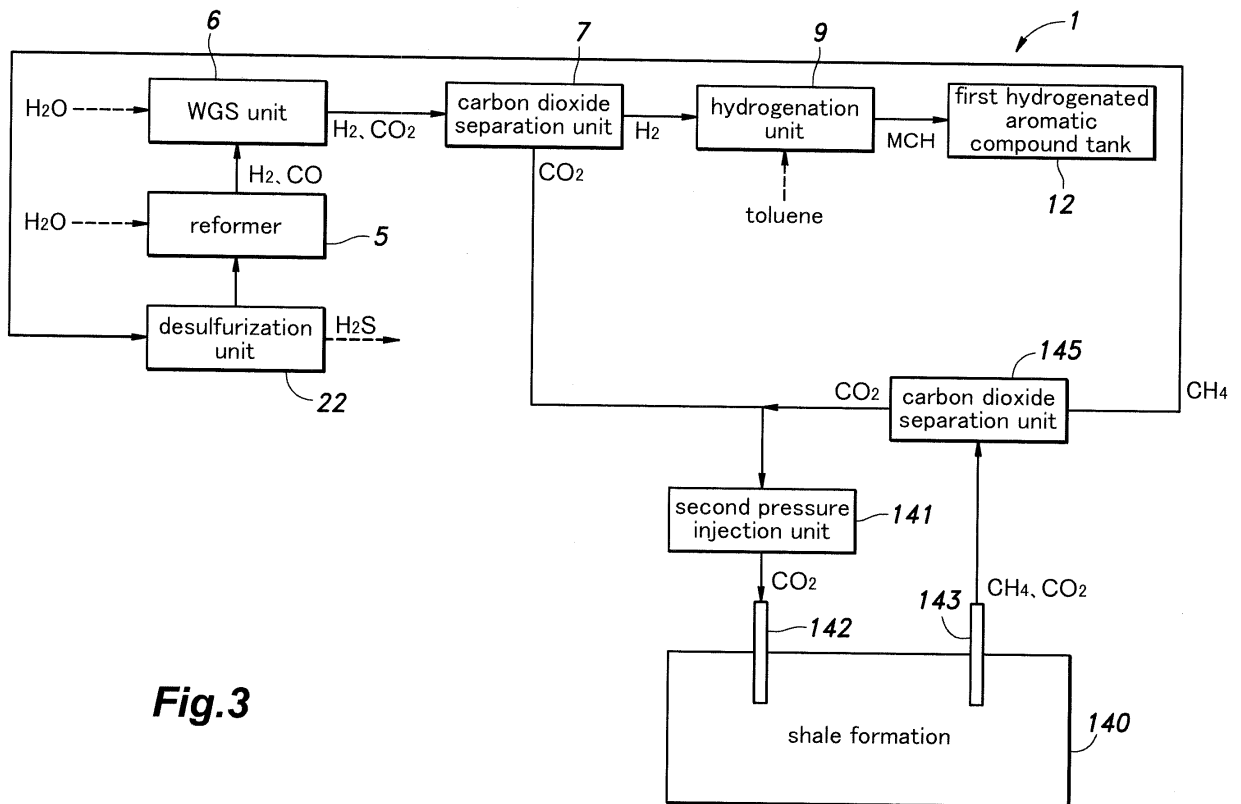 6
7
9
1
H2O
WGS unit
H2、CO2
carbon dioxide
separation unit
H2
hydrogenation
unit
MCH
first hydrogenated
aromatic
compound tank
H2、CO
CO2
12
H2O
reformer
5
toluene
desulfurization
unit
H2S
22
145
CO2
carbon dioxide
separation unit
CH4
second pressure
injection unit
141
CO2
142
143
CH4、CO2
Fig.3
shale formation
140